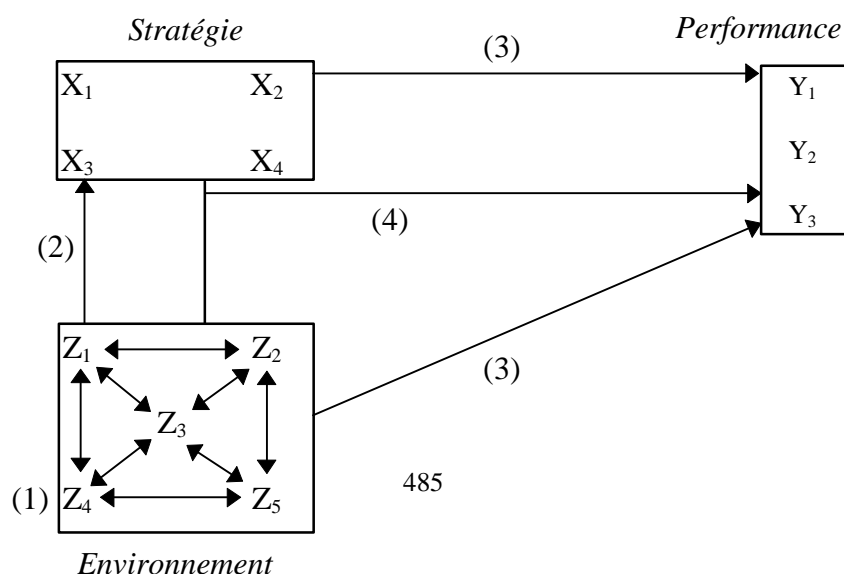 Stratégie
Performance
(3)
X1 X2
Y1
Y2
X3 X4
Y3
(4)
(2)
Z1 Z2
(3)
Z3
485
(1) Z4 Z5
Environnement